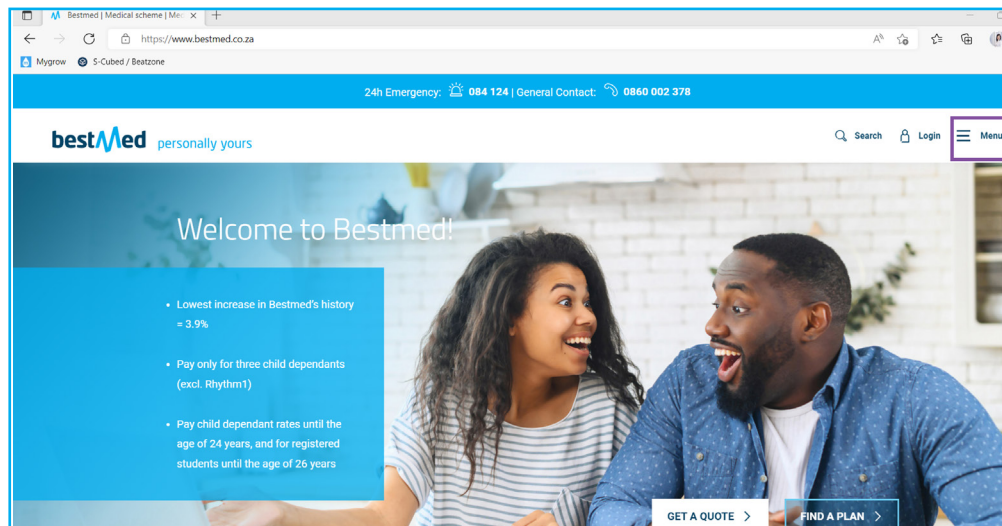 Bestmed | Medical scheme | Med
https://www.bestmed.co.za
Mygrow S-Cubed / Beatzone
24h Emergency: 084 124 | General Contact: 0860 002 378
bestMed personally yours
Search Login Menu
Welcome to Bestmed!
• Lowest increase in Bestmed's history
= 3.9%
• Pay only for three child dependants
(excl. Rhythm1)
• Pay child dependant rates until the
age of 24 years, and for registered
students until the age of 26 years
GET A QUOTE > FIND A PLAN >